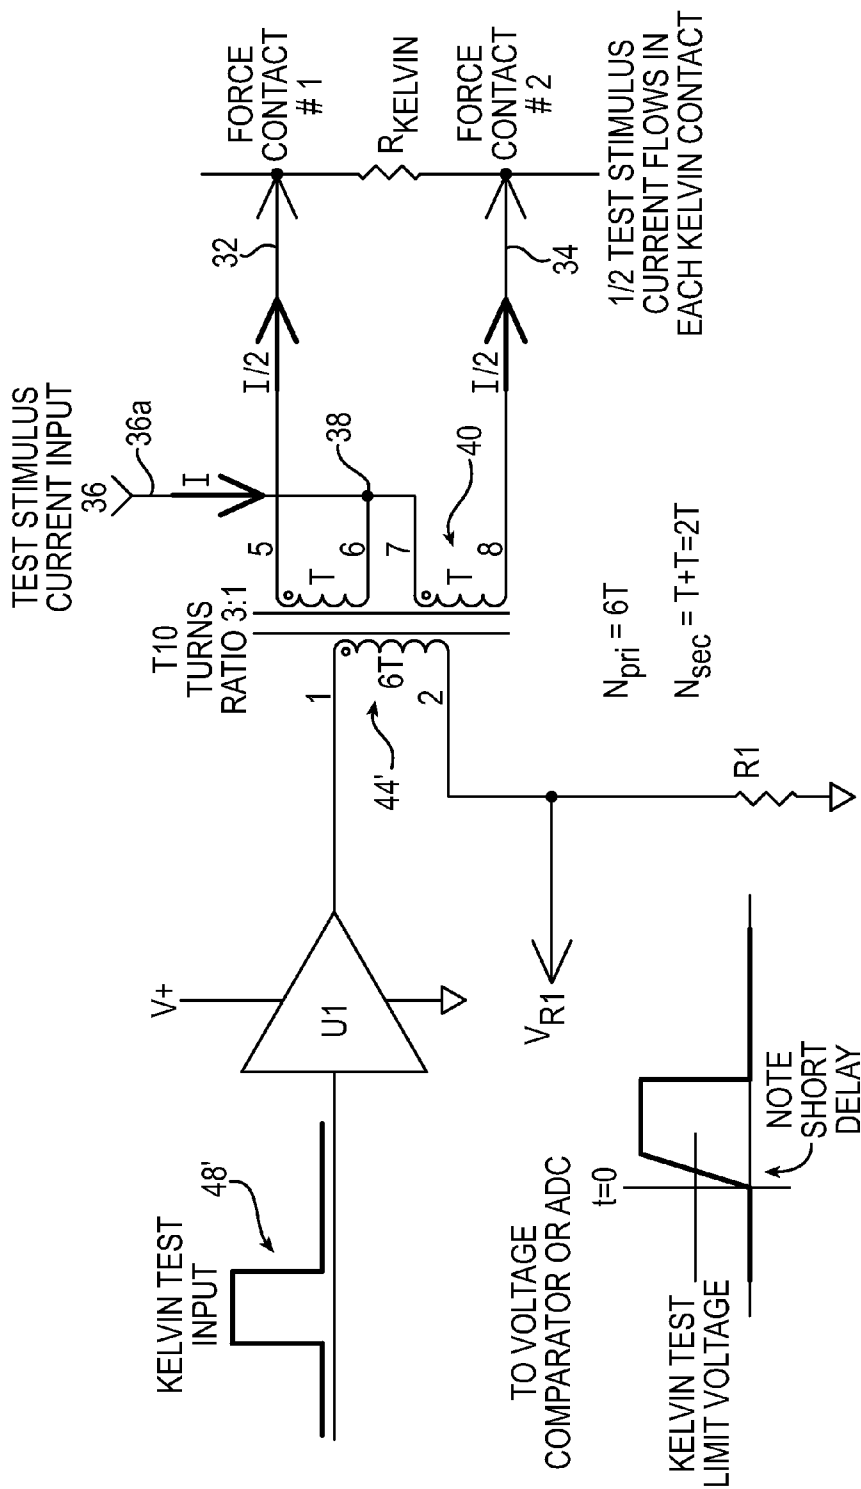 TEST STIMULUS
CURRENT INPUT
36
36a
I
T10
TURNS
RATIO 3:1
KELVIN TEST
INPUT
48'
V+
U1
1
2
6T
44'
5
6
7
8
T
T
38
40
I/2
I/2
32
34
FORCE
CONTACT
# 1
RKELVIN
FORCE
CONTACT
# 2
1/2 TEST STIMULUS
CURRENT FLOWS IN
EACH KELVIN CONTACT
Npri = 6T
Nsec = T+T=2T
R1
VR1
TO VOLTAGE
COMPARATOR OR ADC
t=0
KELVIN TEST
LIMIT VOLTAGE
NOTE
SHORT
DELAY